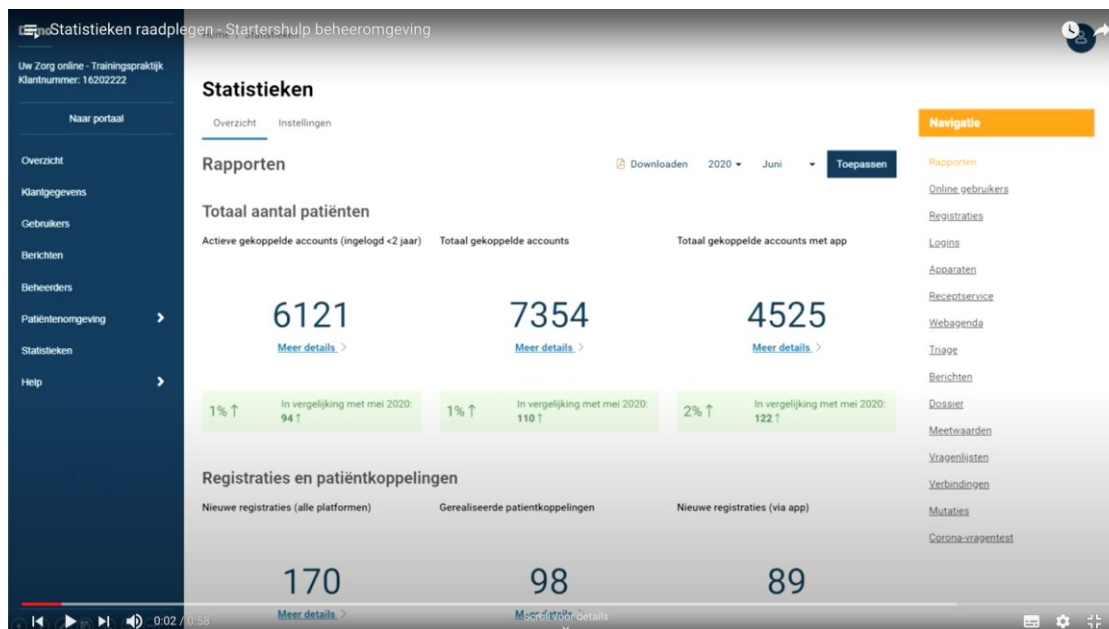 Statistieken raadplegen - Startershulp beheeromgeving
Home / Statistieken
Uw Zorg online - Trainingspraktijk
Klantnummer: 16202222
Naar portaal
Overzicht
Klantgegevens
Gebruikers
Berichten
Beheerders
Patiëntenomgeving
Statistieken
Help
Statistieken
Overzicht Instellingen
Rapporten
Downloaden 2020 Juni Toepassen
Totaal aantal patiënten
Actieve gekoppelde accounts (ingelogd <2 jaar) Totaal gekoppelde accounts Totaal gekoppelde accounts met app
6121 7354 4525
Meer details Meer details Meer details
1% ↑ In vergelijking met mei 2020: 1% ↑ In vergelijking met mei 2020: 2% ↑ In vergelijking met mei 2020:
94 ↑ 110 ↑ 122 ↑
Registraties en patiëntkoppelingen
Nieuwe registraties (alle platformen) Gerealiseerde patientkoppelingen Nieuwe registraties (via app)
170 98 89
Meer details
Navigatie
Rapporten
Online gebruikers
Registraties
Logins
Apparaten
Receptservice
Webagenda
Triage
Berichten
Dossier
Meetwaarden
Vragenlijsten
Verbindingen
Mutaties
Corona-vragentest
0:02 / 0:58
Scroll for details